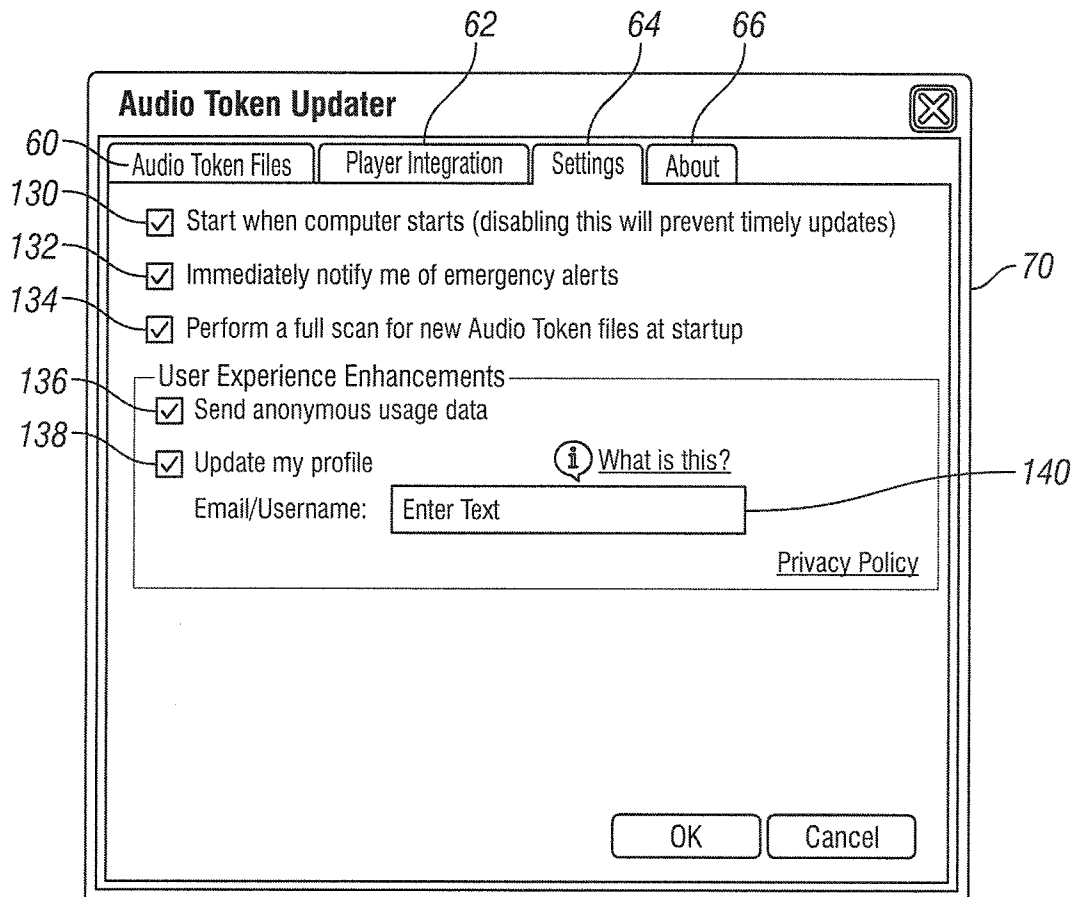 62 64 66
Audio Token Updater
60 Audio Token Files Player Integration Settings About
130 Start when computer starts (disabling this will prevent timely updates)
132 Immediately notify me of emergency alerts
70
134 Perform a full scan for new Audio Token files at startup
User Experience Enhancements
136 Send anonymous usage data
138 Update my profile i What is this?
140
Email/Username: Enter Text
Privacy Policy
OK Cancel